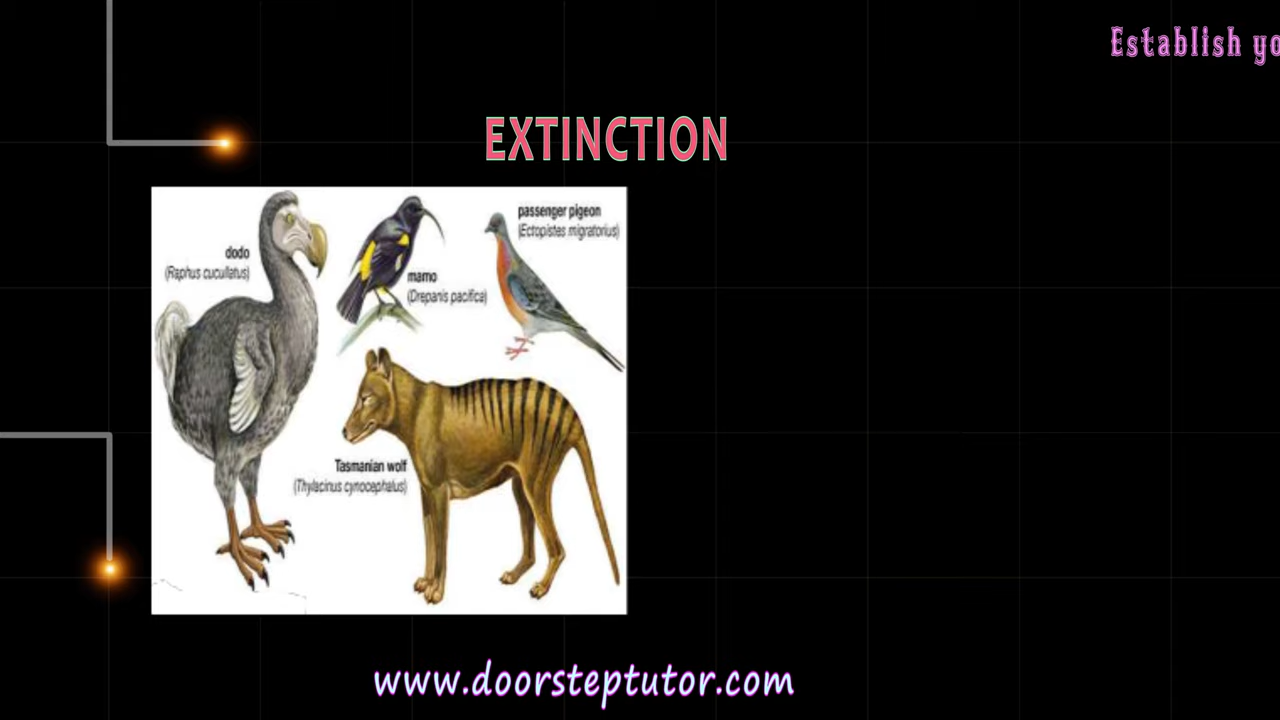 Establish yo
EXTINCTION
dodo
(Raphus cucullatus)
mamo
(Drepanis pacifica)
passenger pigeon
(Ectopistes migratorius)
Tasmanian wolf
(Thylacinus cynocephalus)
www.doorsteptutor.com